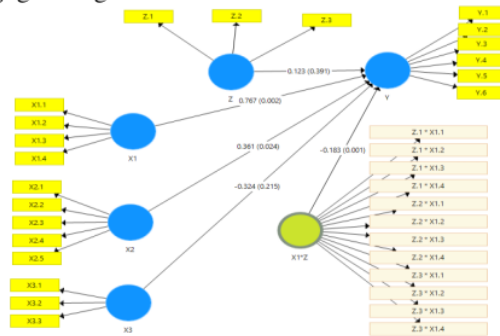 Z.1
Z.2
Z.3
Y.1
Y.2
Y.3
Y.4
Y.5
Y.6
0.123 (0.391)
Z
Y
0.767 (0.002)
X1.1
X1.2
X1.3
X1.4
X1
0.361 (0.024)
-0.183 (0.001)
-0.324 (0.215)
X2.1
X2.2
X2.3
X2.4
X2.5
X2
X1*Z
X3.1
X3.2
X3.3
X3
Z.1 * X1.1
Z.1 * X1.2
Z.1 * X1.3
Z.1 * X1.4
Z.2 * X1.1
Z.2 * X1.2
Z.2 * X1.3
Z.2 * X1.4
Z.3 * X1.1
Z.3 * X1.2
Z.3 * X1.3
Z.3 * X1.4